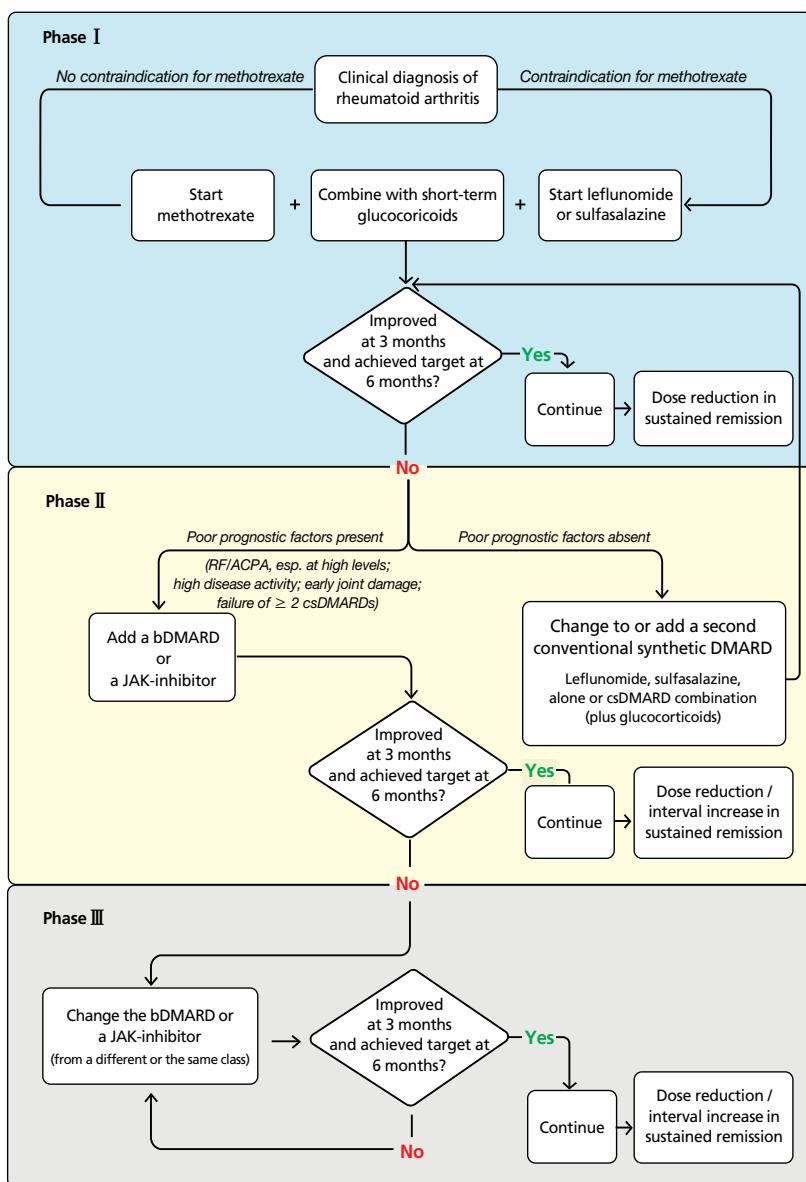 Phase Ⅰ
No contraindication for methotrexate
Clinical diagnosis of
rheumatoid arthritis
Contraindication for methotrexate
Start
methotrexate
+
Combine with short-term
glucocoricoids
+
Start leflunomide
or sulfasalazine
Improved
at 3 months
and achieved target at
6 months?
Yes
Continue
Dose reduction in
sustained remission
No
Phase Ⅱ
Poor prognostic factors present
(RF/ACPA, esp. at high levels;
high disease activity; early joint damage;
failure of ≥ 2 csDMARDs)
Poor prognostic factors absent
Add a bDMARD
or
a JAK-inhibitor
Change to or add a second
conventional synthetic DMARD
Leflunomide, sulfasalazine,
alone or csDMARD combination
(plus glucocorticoids)
Improved
at 3 months
and achieved target at
6 months?
Yes
Continue
Dose reduction /
interval increase in
sustained remission
No
Phase Ⅲ
Change the bDMARD or
a JAK-inhibitor
(from a different or the same class)
Improved
at 3 months
and achieved target at
6 months?
Yes
Continue
Dose reduction /
interval increase in
sustained remission
No